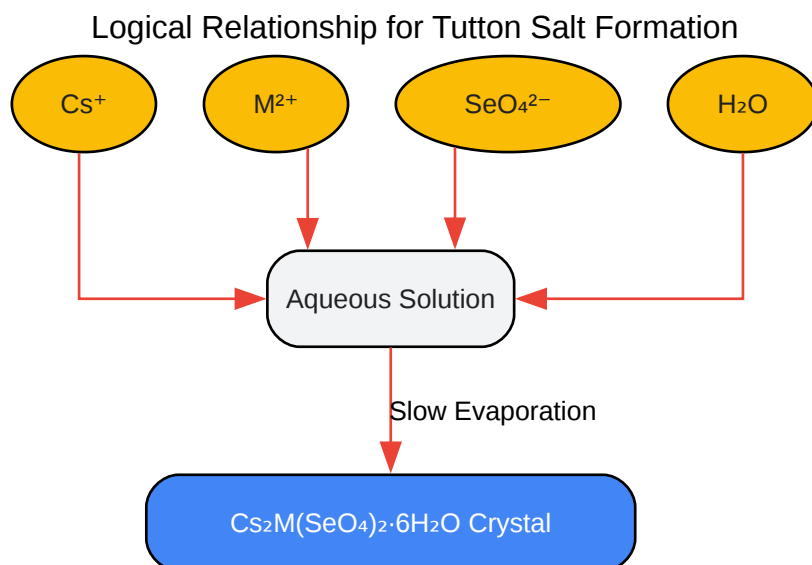 Logical Relationship for Tutton Salt Formation
Cs⁺
M²⁺
SeO₄²⁻
H₂O
Aqueous Solution
Slow Evaporation
Cs₂M(SeO₄)₂·6H₂O Crystal